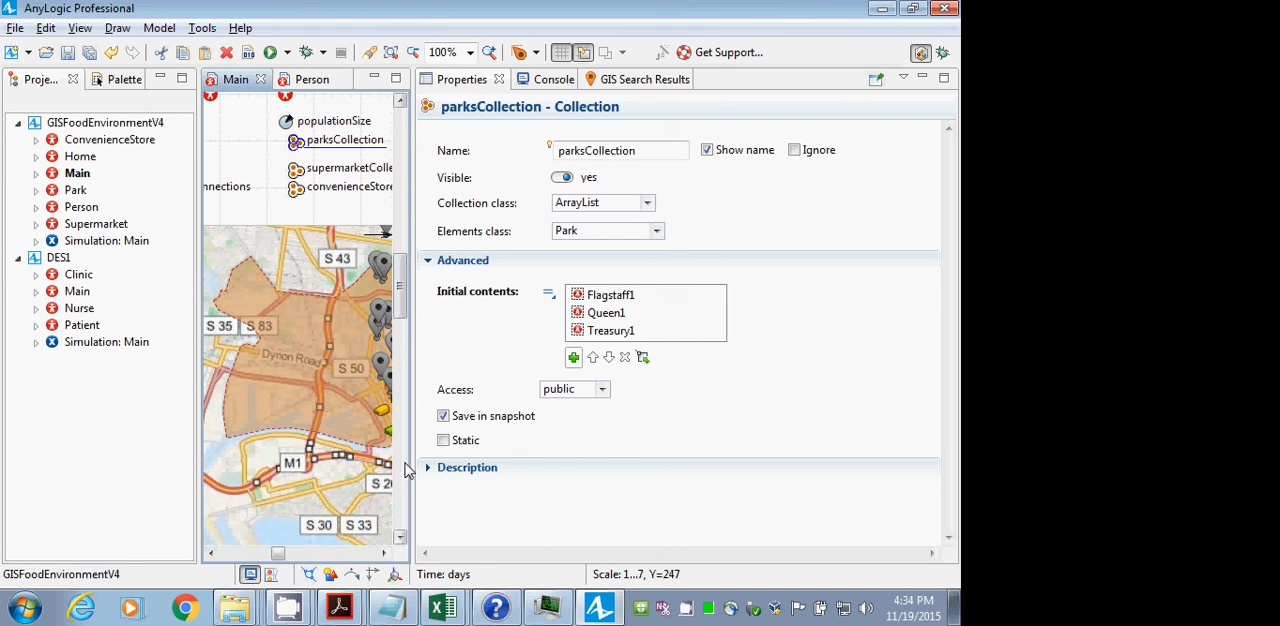 AnyLogic Professional
File Edit View Draw Model Tools Help
100% Get Support...
Proje... Palette Main Person Properties Console GIS Search Results
GISFoodEnvironmentV4
ConvenienceStore
Home
Main
Park
Person
Supermarket
Simulation: Main
DES1
Clinic
Main
Nurse
Patient
Simulation: Main
populationSize
parksCollection
supermarketColle
nnections convenienceStore
S 43
S 35 S 83
Dynon Road
S 50
M1
S 2
S 30 S 33
parksCollection - Collection
Name: parksCollection Show name Ignore
Visible: yes
Collection class: ArrayList
Elements class: Park
Advanced
Initial contents: Flagstaff1
Queen1
Treasury1
Access: public
Save in snapshot
Static
Description
GISFoodEnvironmentV4 Time: days Scale: 1...7, Y=247
4:34 PM
11/19/2015